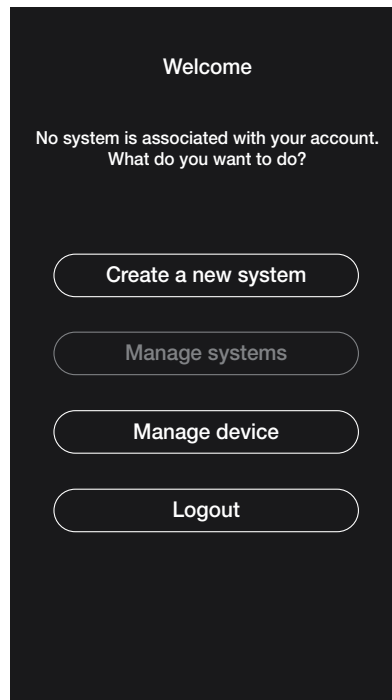 Welcome
No system is associated with your account.
What do you want to do?
Create a new system
Manage systems
Manage device
Logout